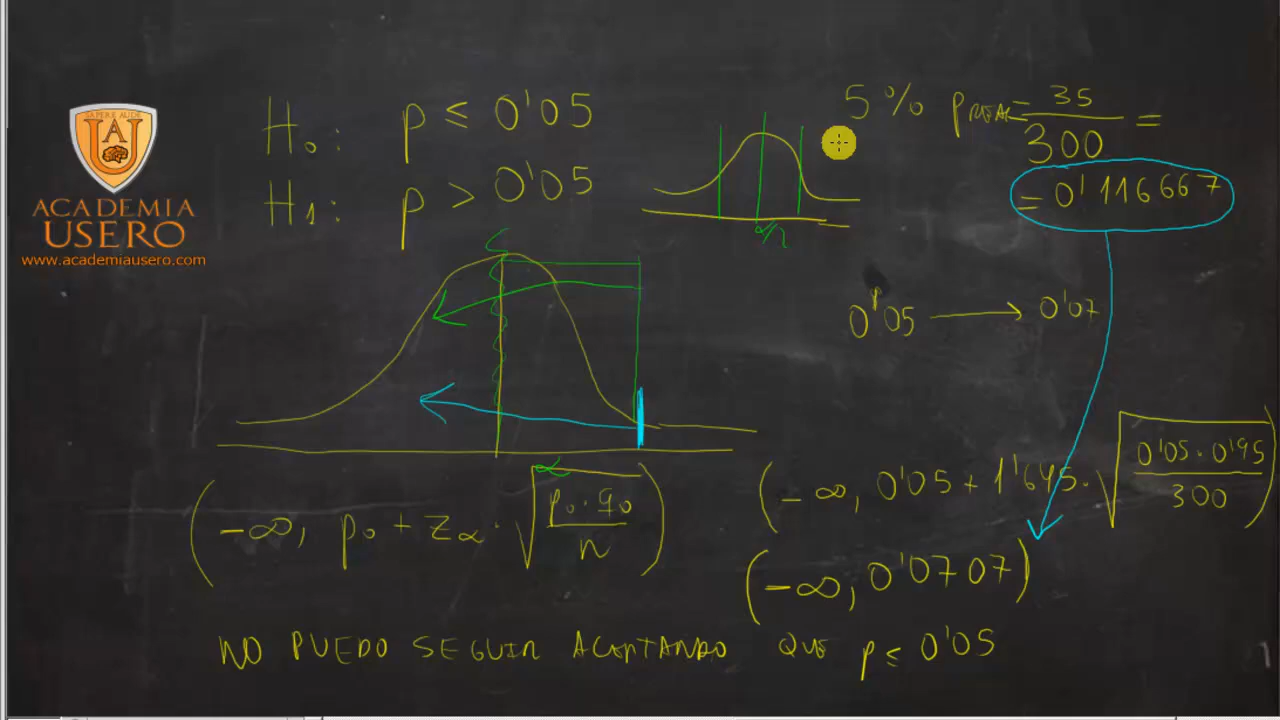 SAPERE AUDE
UAJ
ACADEMIA
USERO
www.academiausero.com
H₀: p ≤ 0'05
H₁: p > 0'05
α/2
5% p = 35/300 =
= 0'116667
0'05 → 0'07
α
(-∞, p₀ + z_α · √(p₀·q₀/n))
(-∞, 0'05 + 1'645 · √(0'05·0'95/300))
(-∞, 0'0707)
NO PUEDO SEGUIR ACEPTANDO QUE p ≤ 0'05